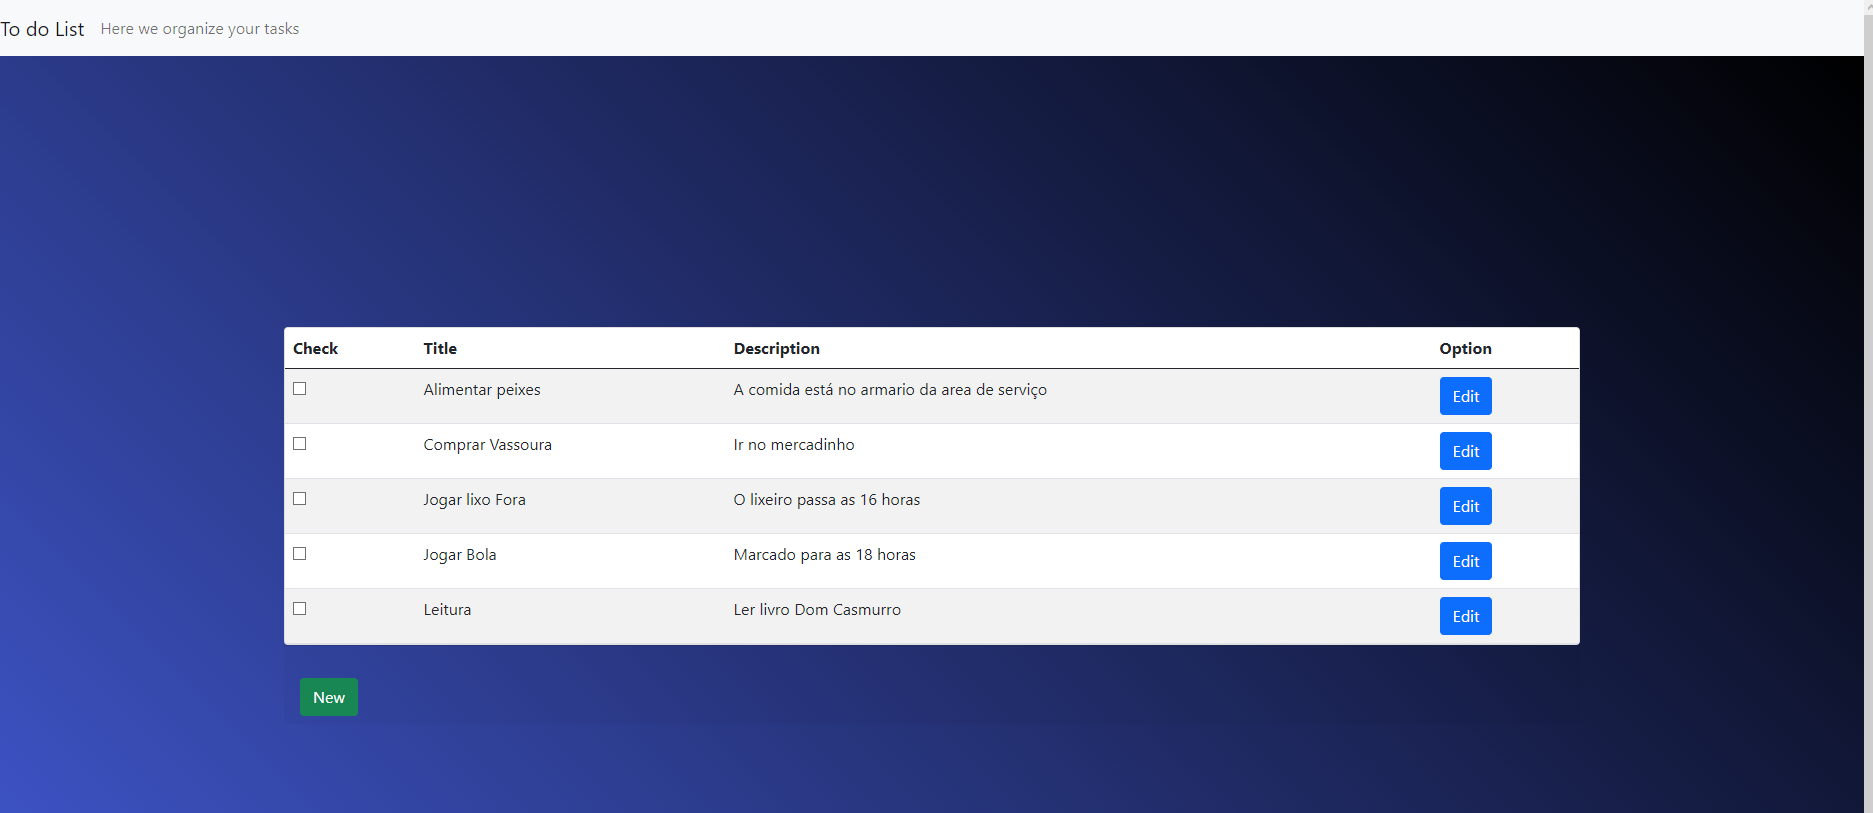 To do List Here we organize your tasks
Check Title Description Option
Alimentar peixes A comida está no armario da area de serviço Edit
Comprar Vassoura Ir no mercadinho Edit
Jogar lixo Fora O lixeiro passa as 16 horas Edit
Jogar Bola Marcado para as 18 horas Edit
Leitura Ler livro Dom Casmurro Edit
New